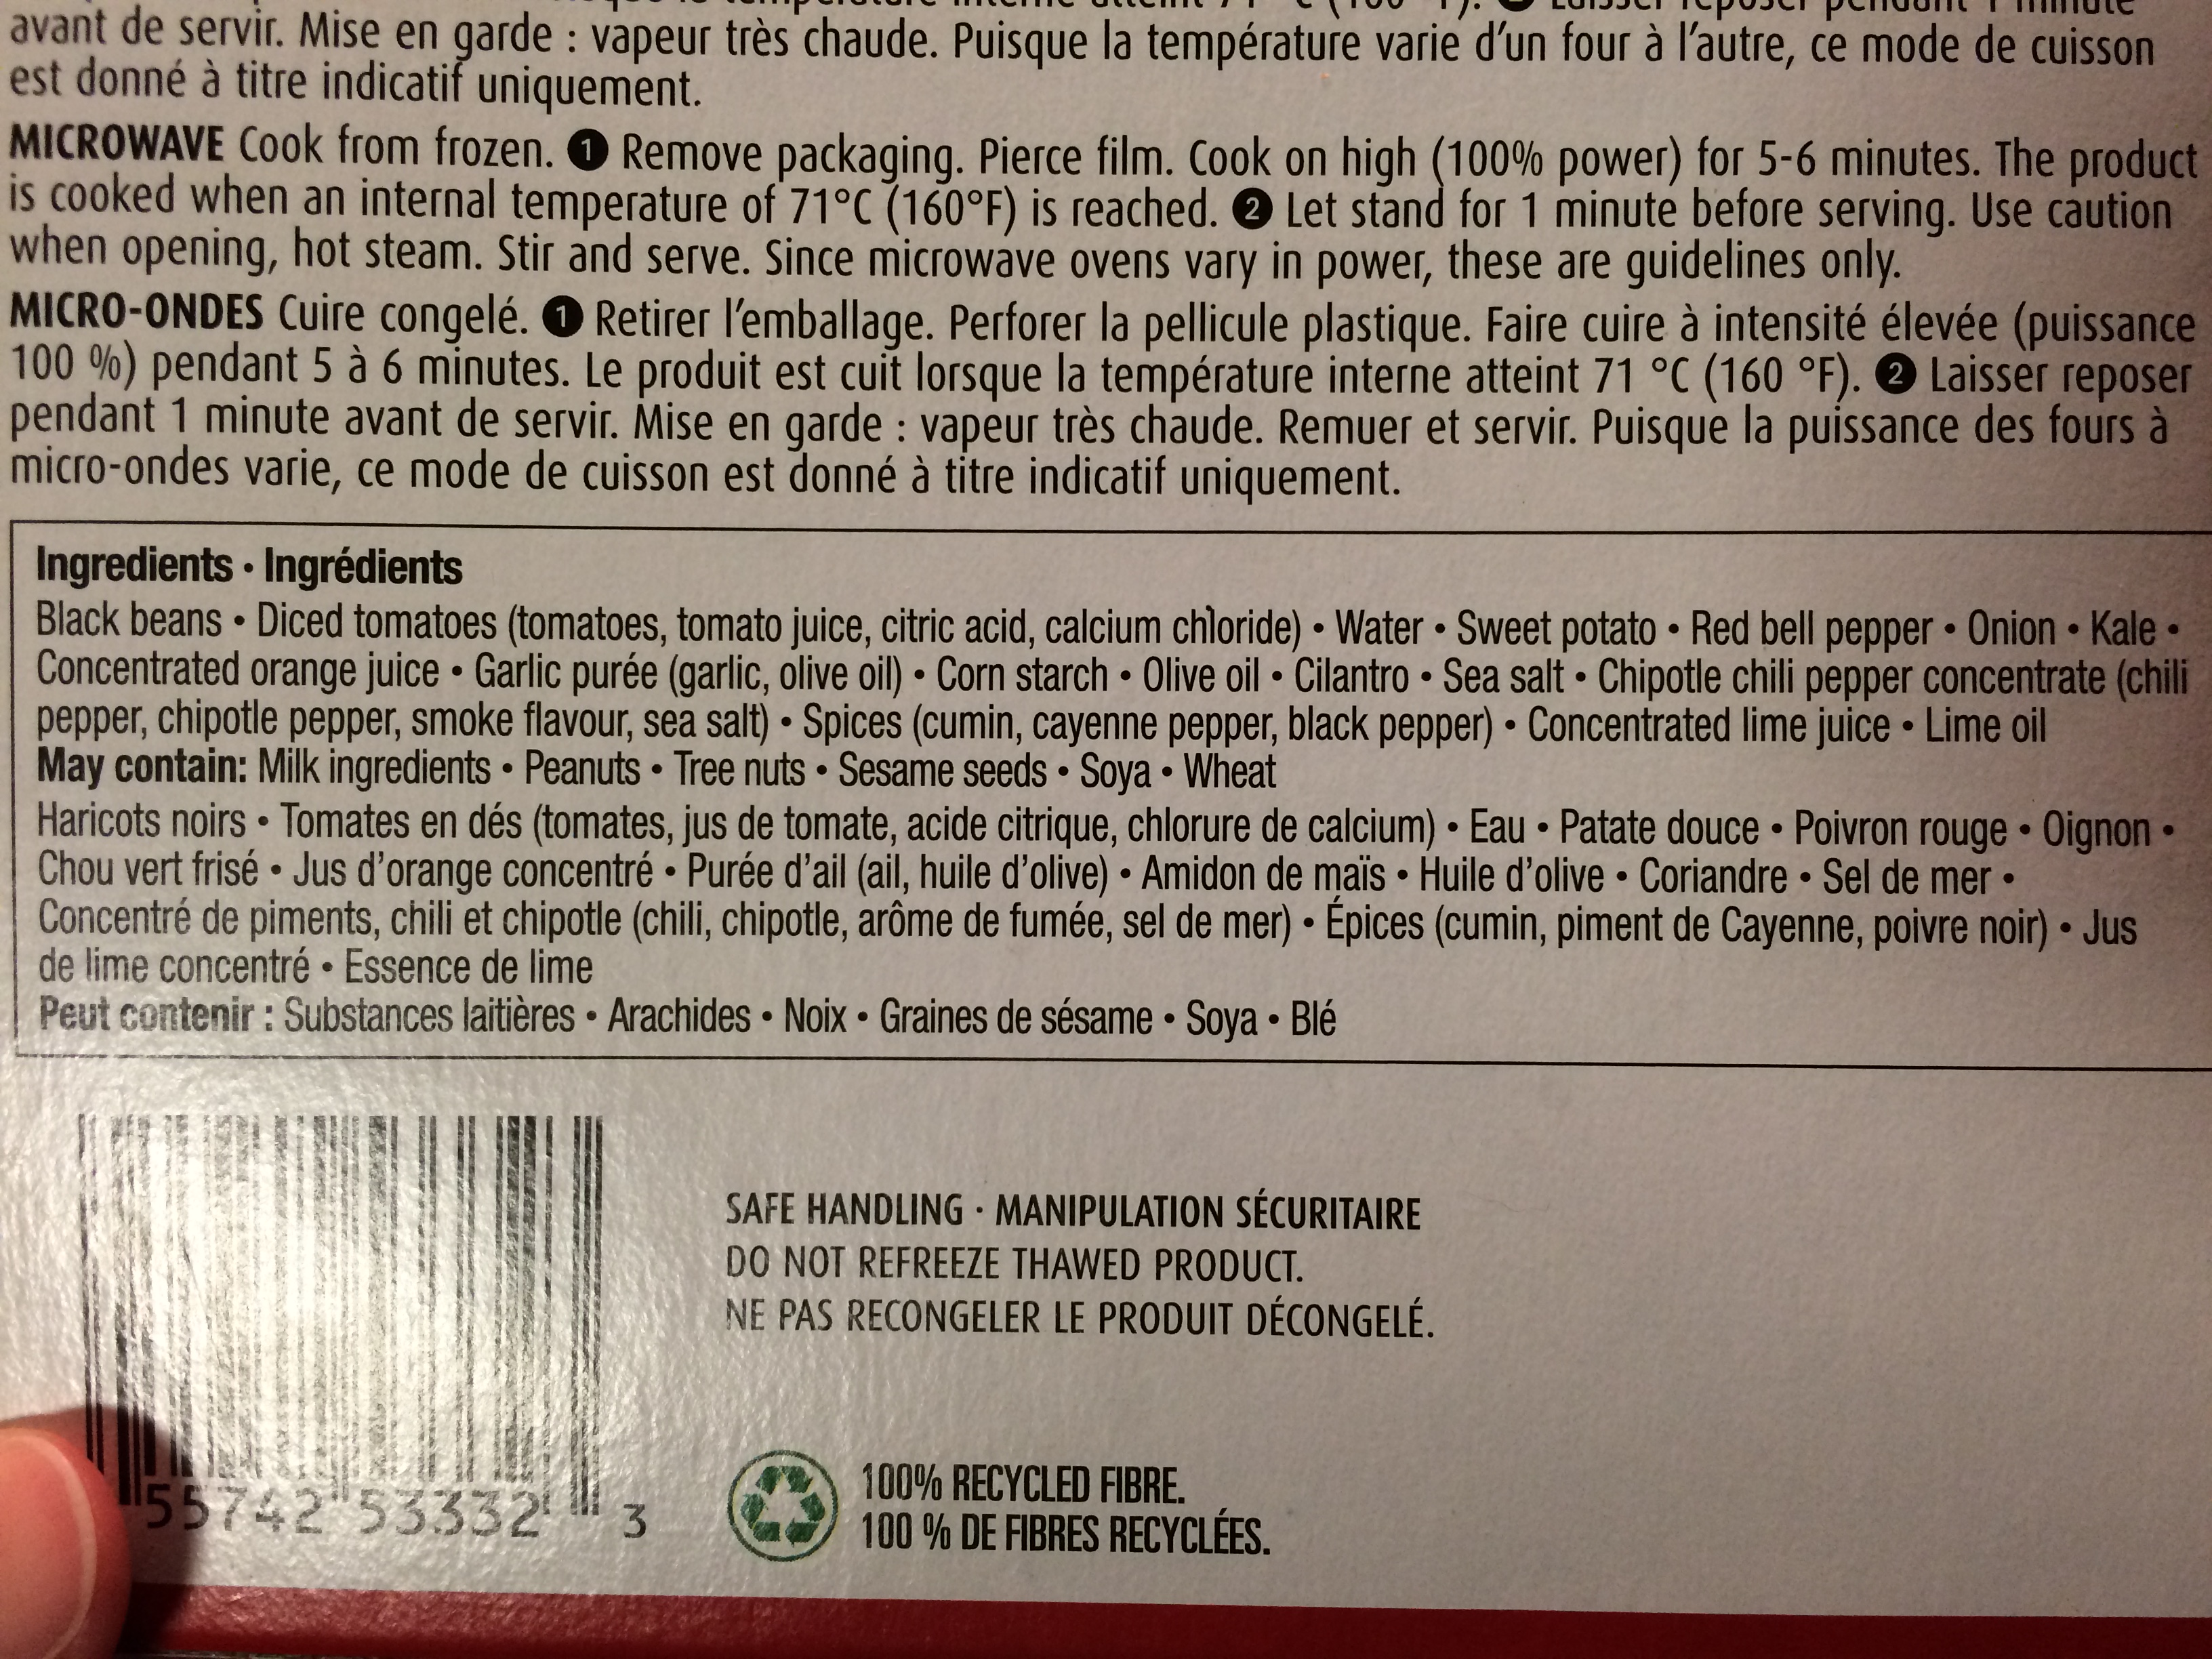 température interne atteint 71 °C (160 °F). ❷ Laisser reposer pendant 1 minute
avant de servir. Mise en garde : vapeur très chaude. Puisque la température varie d'un four à l'autre, ce mode de cuisson
est donné à titre indicatif uniquement.
MICROWAVE Cook from frozen. ❶ Remove packaging. Pierce film. Cook on high (100% power) for 5-6 minutes. The product
is cooked when an internal temperature of 71°C (160°F) is reached. ❷ Let stand for 1 minute before serving. Use caution
when opening, hot steam. Stir and serve. Since microwave ovens vary in power, these are guidelines only.
MICRO-ONDES Cuire congelé. ❶ Retirer l'emballage. Perforer la pellicule plastique. Faire cuire à intensité élevée (puissance
100 %) pendant 5 à 6 minutes. Le produit est cuit lorsque la température interne atteint 71 °C (160 °F). ❷ Laisser reposer
pendant 1 minute avant de servir. Mise en garde : vapeur très chaude. Remuer et servir. Puisque la puissance des fours à
micro-ondes varie, ce mode de cuisson est donné à titre indicatif uniquement.
Ingredients · Ingrédients
Black beans • Diced tomatoes (tomatoes, tomato juice, citric acid, calcium chloride) • Water • Sweet potato • Red bell pepper • Onion • Kale •
Concentrated orange juice • Garlic purée (garlic, olive oil) • Corn starch • Olive oil • Cilantro • Sea salt • Chipotle chili pepper concentrate (chili
pepper, chipotle pepper, smoke flavour, sea salt) • Spices (cumin, cayenne pepper, black pepper) • Concentrated lime juice • Lime oil
May contain: Milk ingredients • Peanuts • Tree nuts • Sesame seeds • Soya • Wheat
Haricots noirs • Tomates en dés (tomates, jus de tomate, acide citrique, chlorure de calcium) • Eau • Patate douce • Poivron rouge • Oignon •
Chou vert frisé • Jus d'orange concentré • Purée d'ail (ail, huile d'olive) • Amidon de maïs • Huile d'olive • Coriandre • Sel de mer •
Concentré de piments, chili et chipotle (chili, chipotle, arôme de fumée, sel de mer) • Épices (cumin, piment de Cayenne, poivre noir) • Jus
de lime concentré • Essence de lime
Peut contenir : Substances laitières • Arachides • Noix • Graines de sésame • Soya • Blé
SAFE HANDLING · MANIPULATION SÉCURITAIRE
DO NOT REFREEZE THAWED PRODUCT.
NE PAS RECONGELER LE PRODUIT DÉCONGELÉ.
55742 53332 3
100% RECYCLED FIBRE.
100 % DE FIBRES RECYCLÉES.